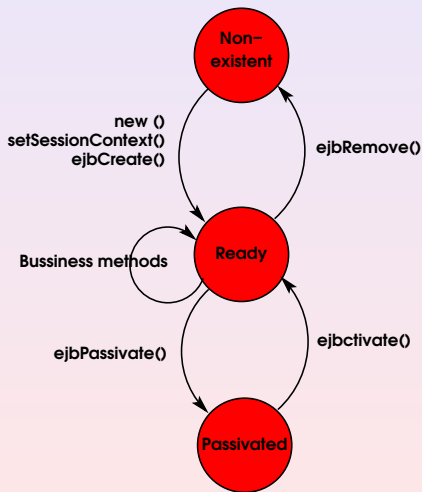 Non-
existent
new ()
setSessionContext()
ejbCreate()
ejbRemove()
Bussiness methods
Ready
ejbPassivate()
ejbctivate()
Passivated